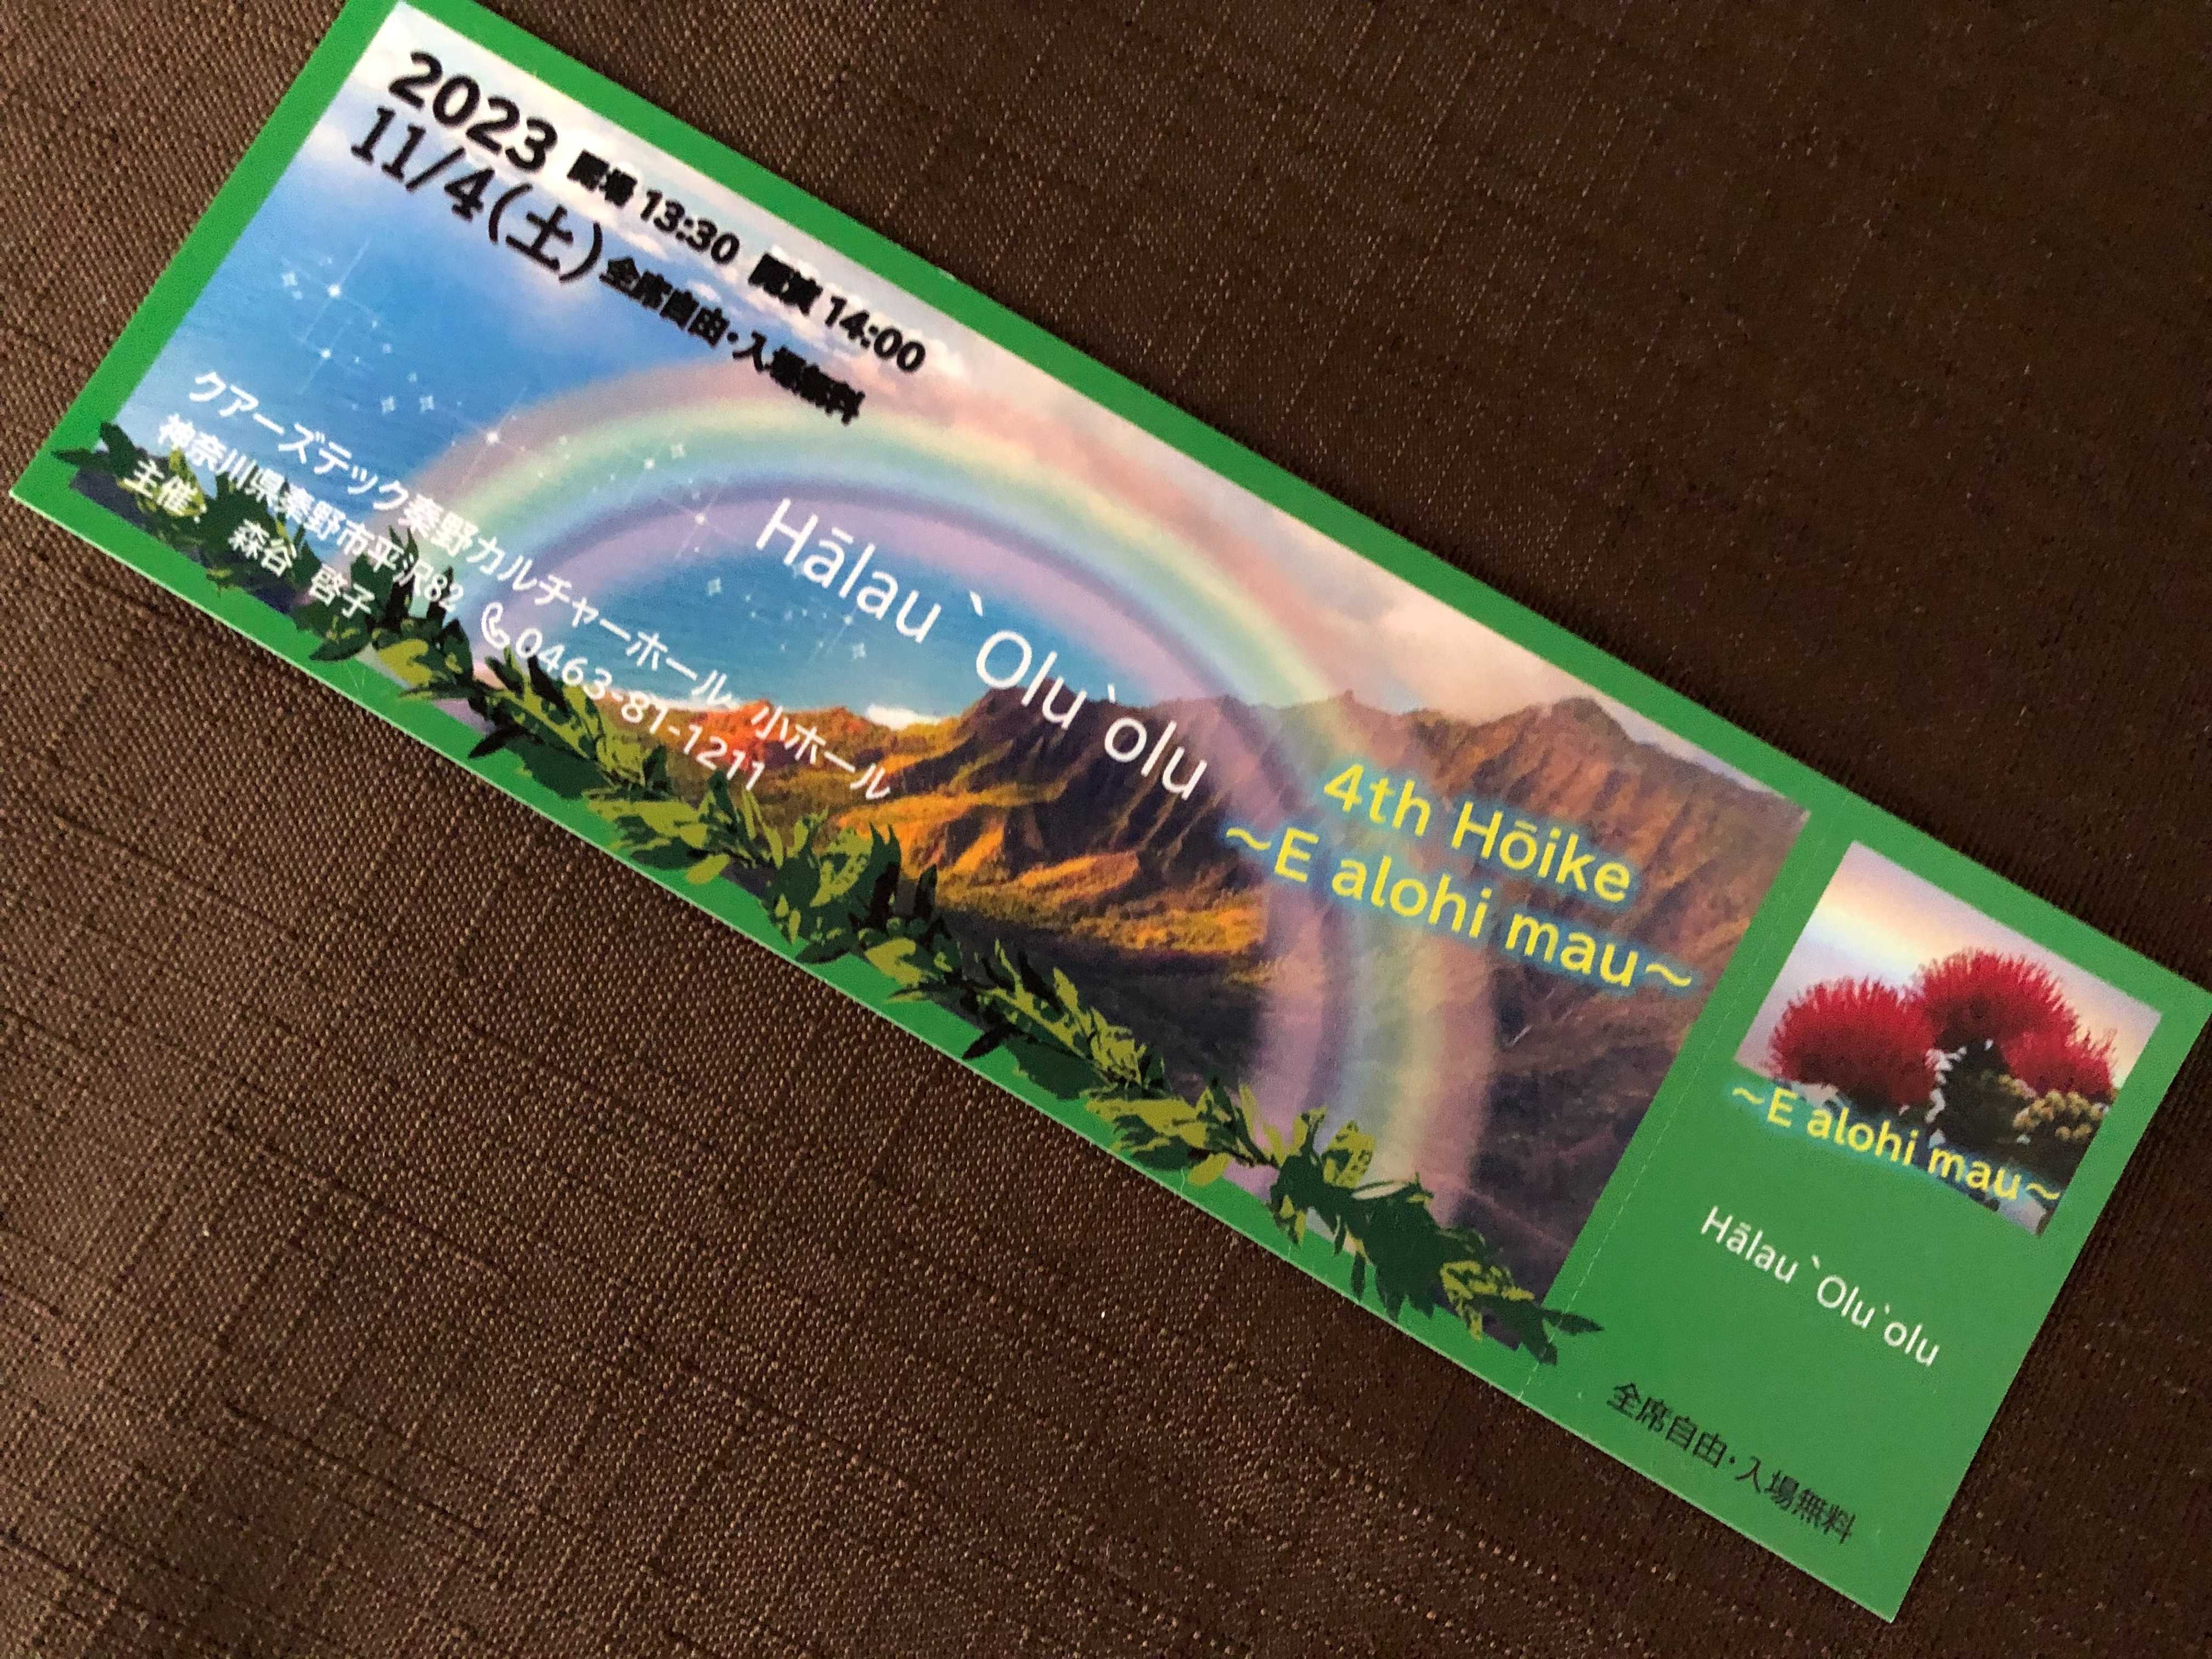 2023 開場 13:30 開演 14:00
11/4(土) 全席自由・入場無料
Hālau `Olu`olu
4th Hōike
~E alohi mau~
クアーズテック秦野カルチャーホール 小ホール
神奈川県秦野市平沢82 0463-81-1211
主催： 森谷 啓子
~E alohi mau~
Hālau `Olu`olu
全席自由・入場無料